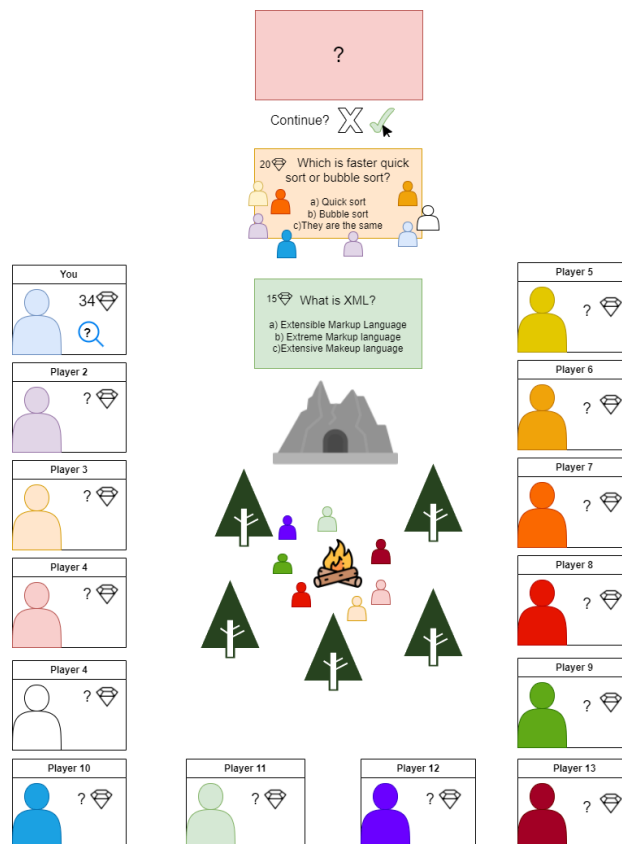 ?
Continue?
20 Which is faster quick
sort or bubble sort?
a) Quick sort
b) Bubble sort
c)They are the same
15 What is XML?
a) Extensible Markup Language
b) Extreme Markup language
c)Extensive Makeup language
You
34
?
Player 2
?
Player 3
?
Player 4
?
Player 4
?
Player 5
?
Player 6
?
Player 7
?
Player 8
?
Player 9
?
Player 10
?
Player 11
?
Player 12
?
Player 13
?